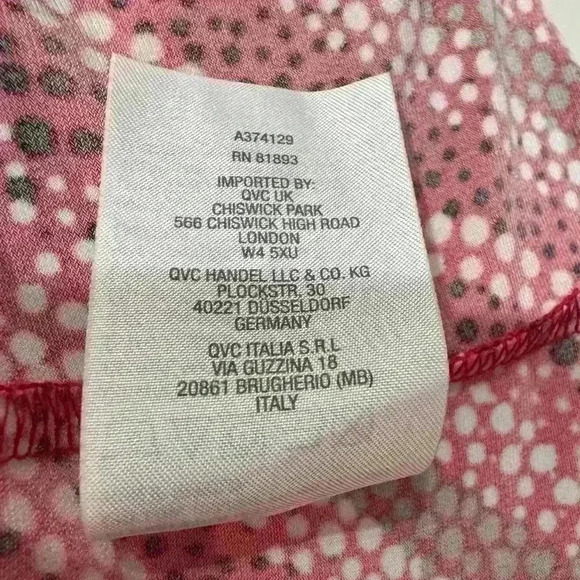 A374129
RN 81893
IMPORTED BY:
QVC UK
CHISWICK PARK
566 CHISWICK HIGH ROAD
LONDON
W4 5XU
QVC HANDEL LLC & CO. KG
PLOCKSTR. 30
40221 DÜSSELDORF
GERMANY
QVC ITALIA S.R.L
VIA GUZZINA 18
20861 BRUGHERIO (MB)
ITALY